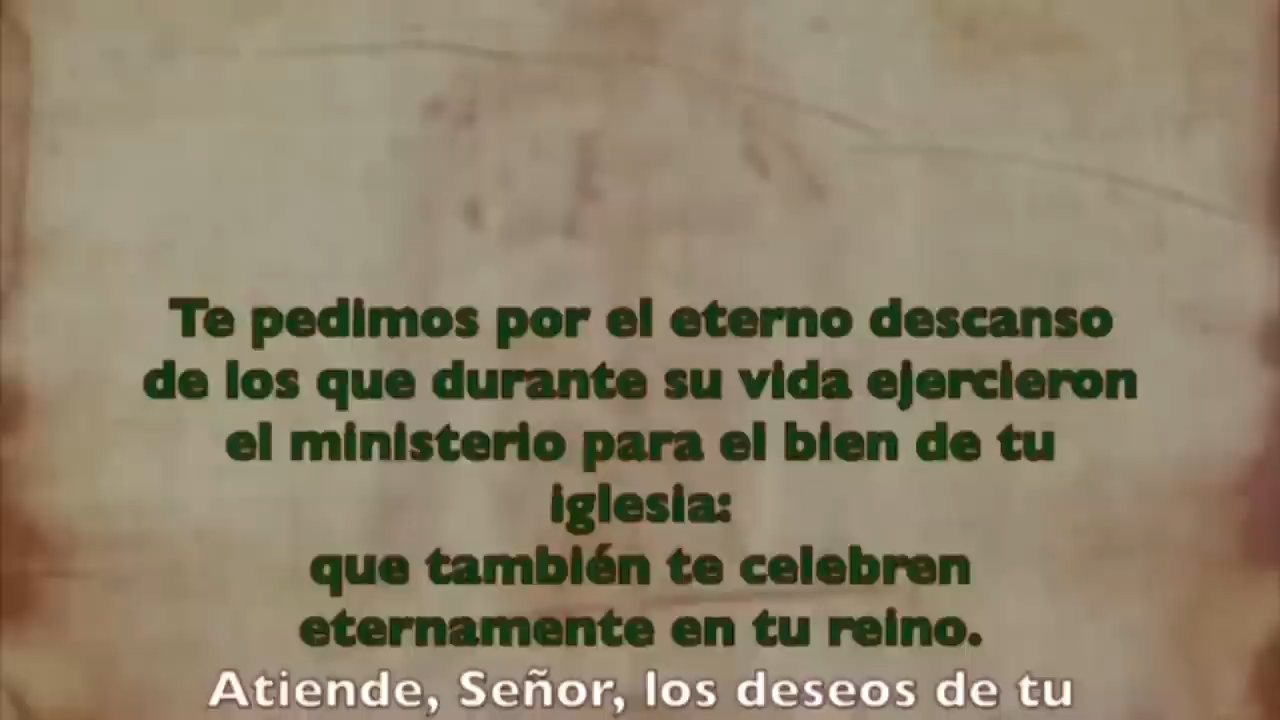 Te pedimos por el eterno descanso
de los que durante su vida ejercieron
el ministerio para el bien de tu
iglesia:
que también te celebren
eternamente en tu reino.
Atiende, Señor, los deseos de tu